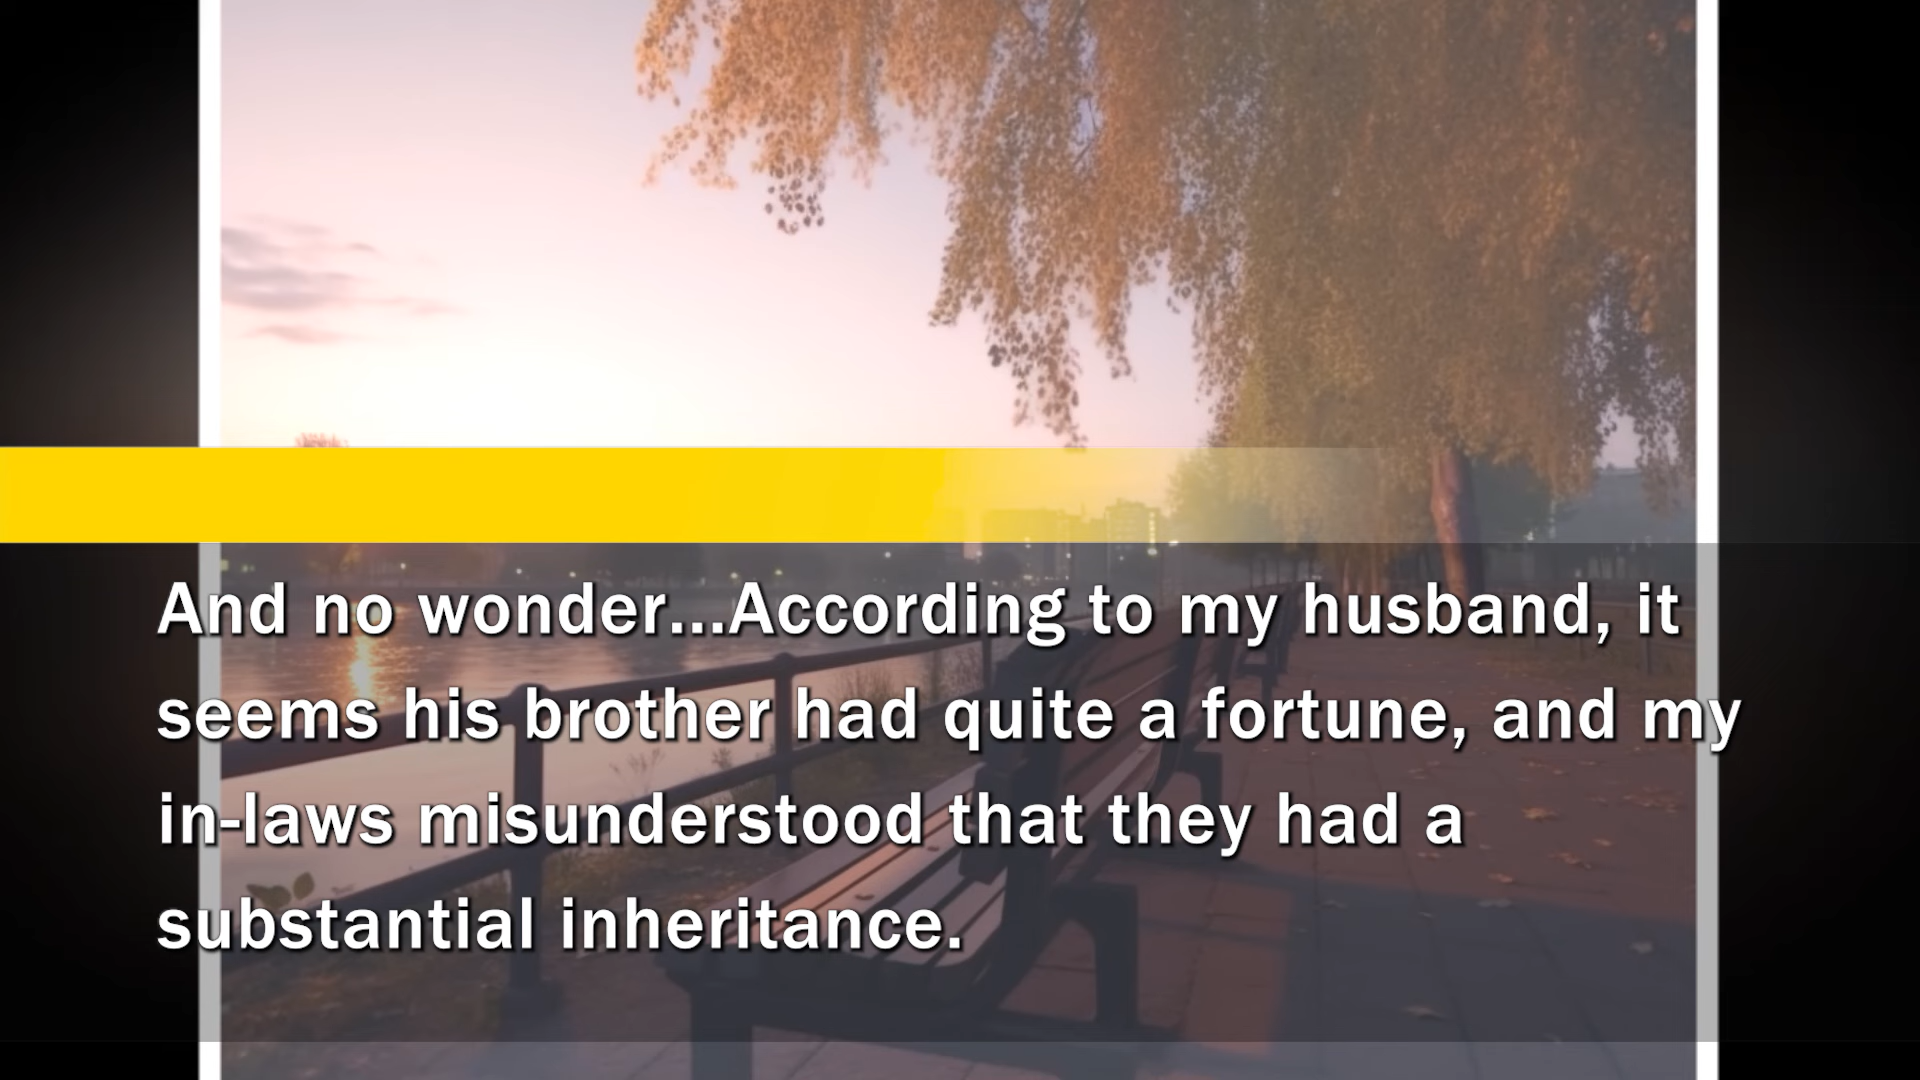 And no wonder...According to my husband, it
seems his brother had quite a fortune, and my
in-laws misunderstood that they had a
substantial inheritance.